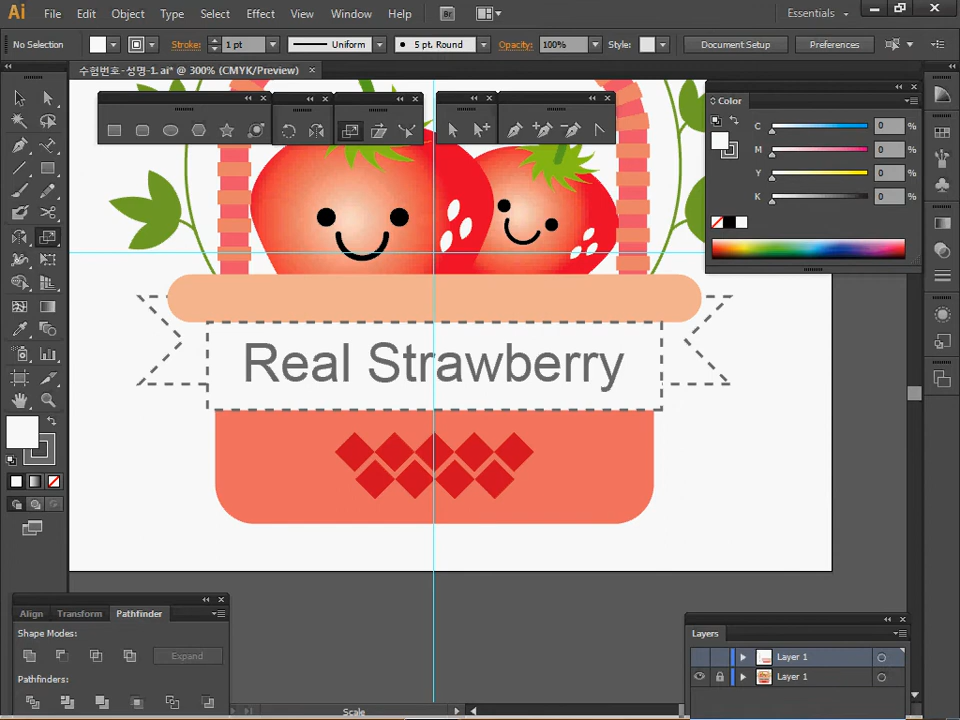 Ai File Edit Object Type Select Effect View Window Help Br Essentials
No Selection Stroke: 1 pt Uniform 5 pt. Round Opacity: 100% Style: Document Setup Preferences
수험번호-성명-1.ai* @ 300% (CMYK/Preview)
Color
C 0 %
M 0 %
Y 0 %
K 0 %
Real Strawberry
Align Transform Pathfinder
Shape Modes:
Expand
Pathfinders:
Layers
Layer 1
Layer 1
Scale